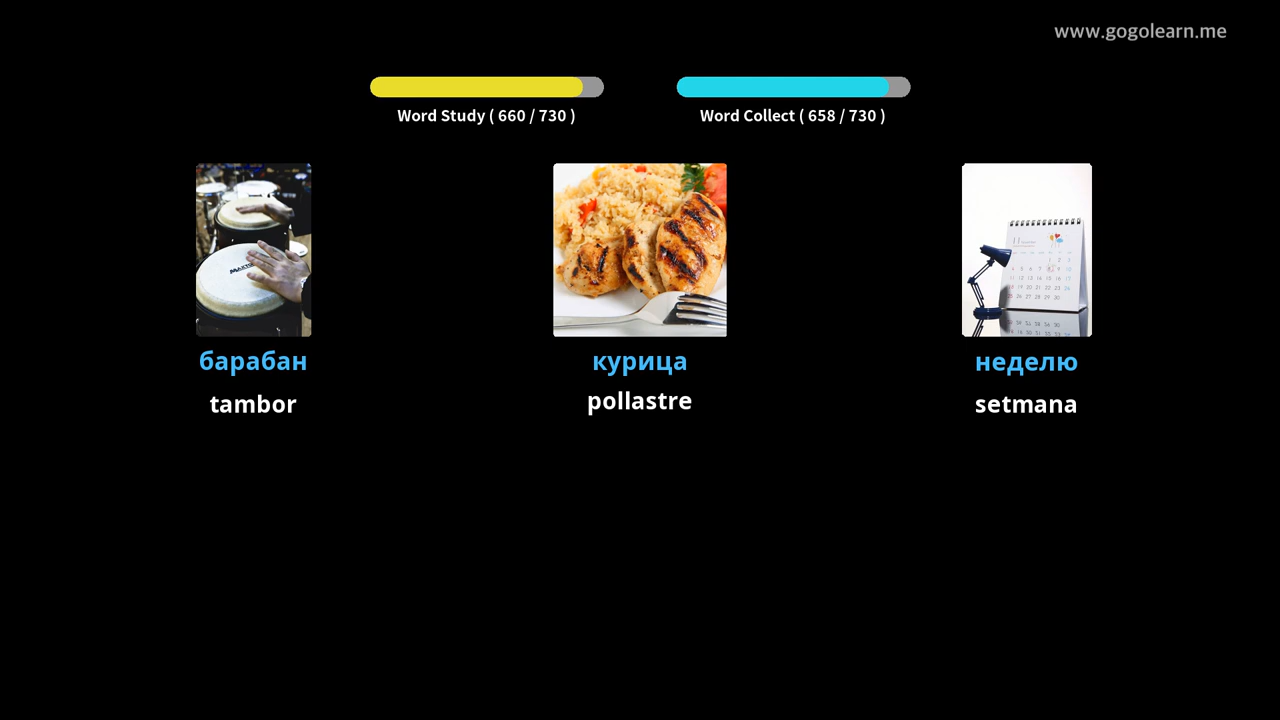 www.gogolearn.me
Word Study ( 660 / 730 )
Word Collect ( 658 / 730 )
барабан
курица
неделю
tambor
pollastre
setmana